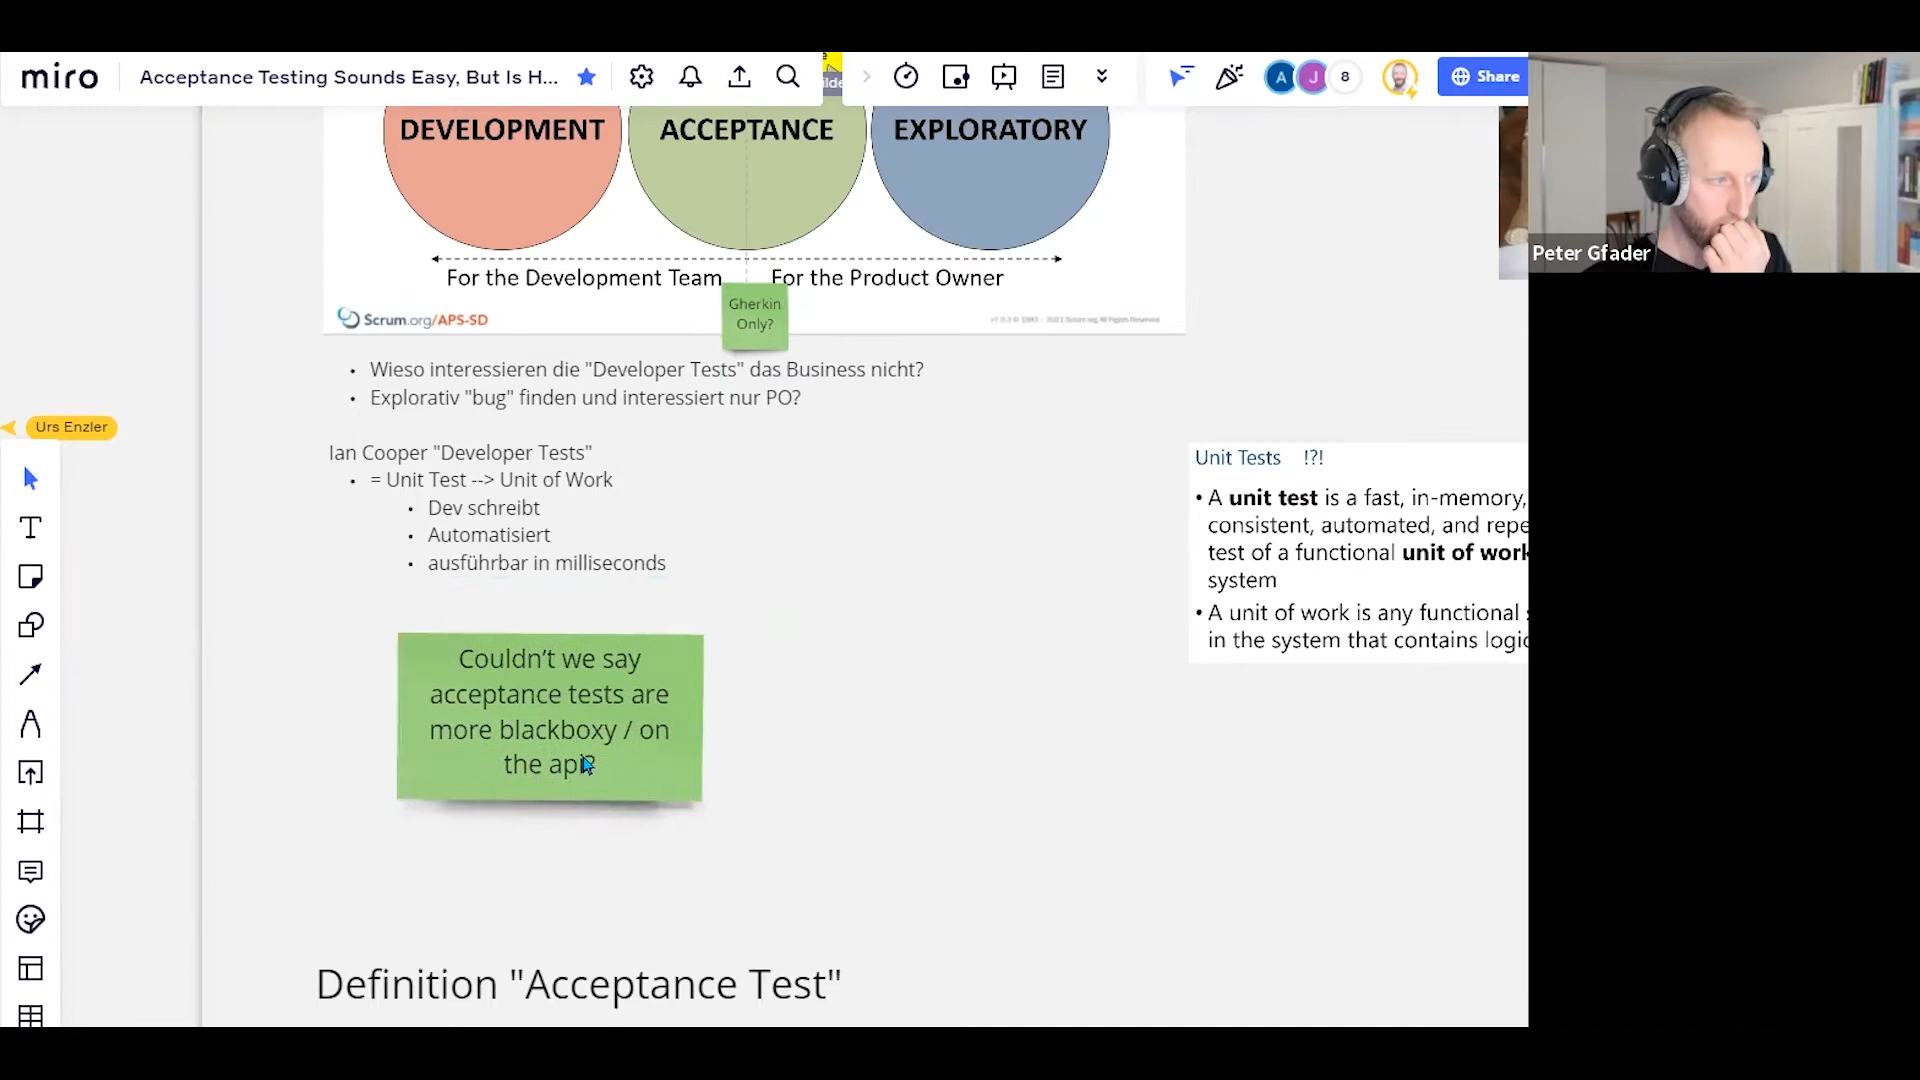 miro
Acceptance Testing Sounds Easy, But Is H...
A J 8
Share
DEVELOPMENT
ACCEPTANCE
EXPLORATORY
For the Development Team
For the Product Owner
Scrum.org/APS-SD
Gherkin
Only?
• Wieso interessieren die "Developer Tests" das Business nicht?
• Explorativ "bug" finden und interessiert nur PO?
Urs Enzler
Ian Cooper "Developer Tests"
• = Unit Test --> Unit of Work
• Dev schreibt
• Automatisiert
• ausführbar in milliseconds
Unit Tests !?!
• A unit test is a fast, in-memory,
consistent, automated, and repe
test of a functional unit of work
system
• A unit of work is any functional
in the system that contains logic
Couldn't we say
acceptance tests are
more blackboxy / on
the api?
Definition "Acceptance Test"
Peter Gfader